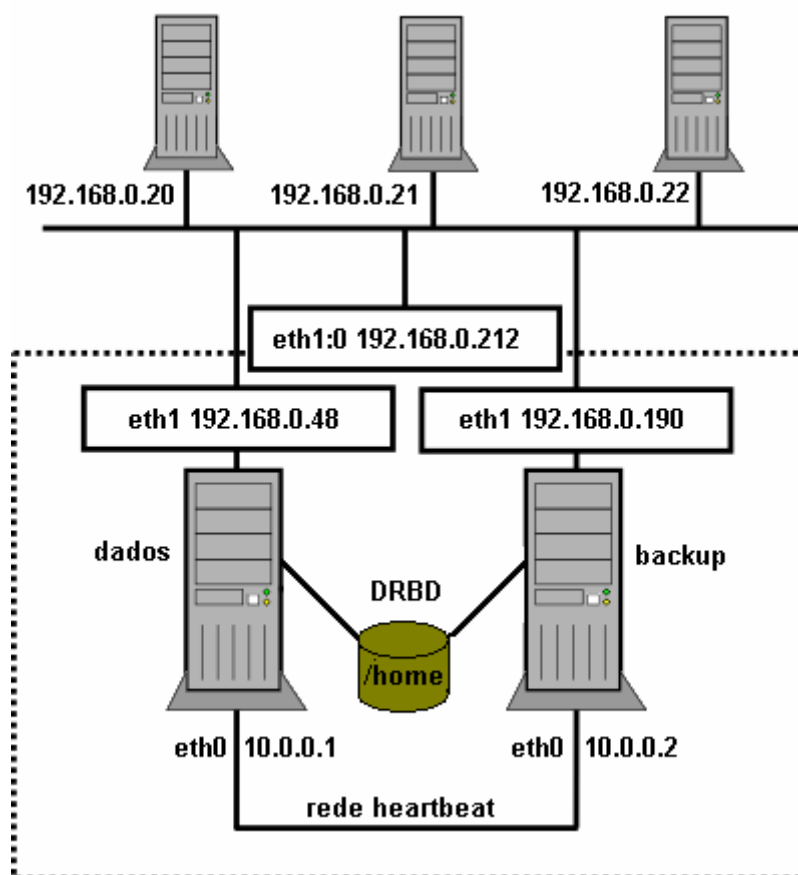 192.168.0.20
192.168.0.21
192.168.0.22
eth1:0 192.168.0.212
eth1 192.168.0.48
eth1 192.168.0.190
dados
DRBD
backup
/home
eth0 10.0.0.1
eth0 10.0.0.2
rede heartbeat